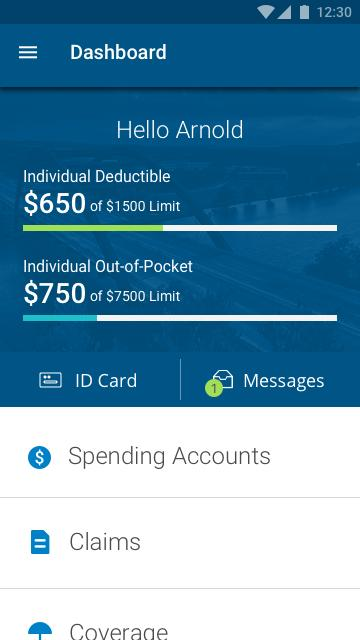 12:30
Dashboard
Hello Arnold
Individual Deductible
$650 of $1500 Limit
Individual Out-of-Pocket
$750 of $7500 Limit
ID Card
1 Messages
$ Spending Accounts
Claims
Coverage